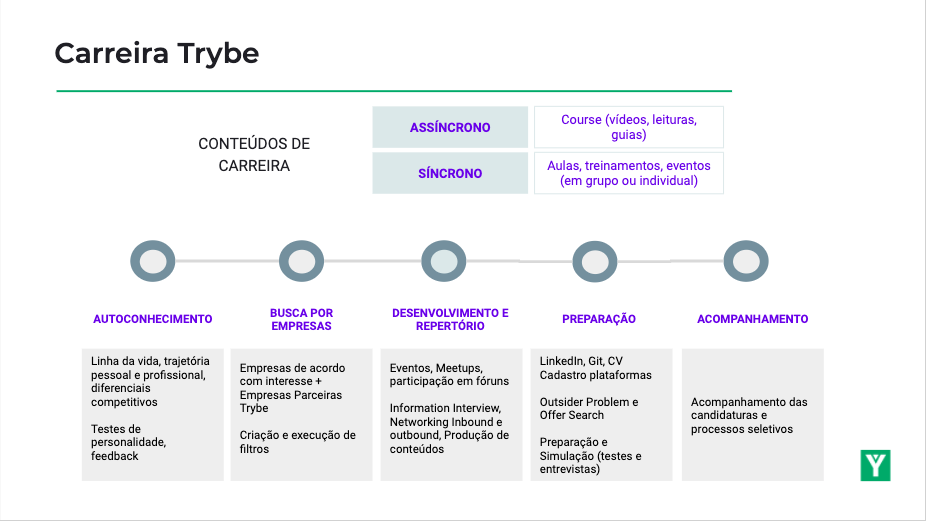 Carreira Trybe
CONTEÚDOS DE
CARREIRA
ASSÍNCRONO
Course (vídeos, leituras,
guias)
SÍNCRONO
Aulas, treinamentos, eventos
(em grupo ou individual)
AUTOCONHECIMENTO
Linha da vida, trajetória
pessoal e profissional,
diferenciais
competitivos
Testes de
personalidade,
feedback
BUSCA POR
EMPRESAS
Empresas de acordo
com interesse +
Empresas Parceiras
Trybe
Criação e execução de
filtros
DESENVOLVIMENTO E
REPERTÓRIO
Eventos, Meetups,
participação em fóruns
Information Interview,
Networking Inbound e
outbound, Produção de
conteúdos
PREPARAÇÃO
LinkedIn, Git, CV
Cadastro plataformas
Outsider Problem e
Offer Search
Preparação e
Simulação (testes e
entrevistas)
ACOMPANHAMENTO
Acompanhamento das
candidaturas e
processos seletivos